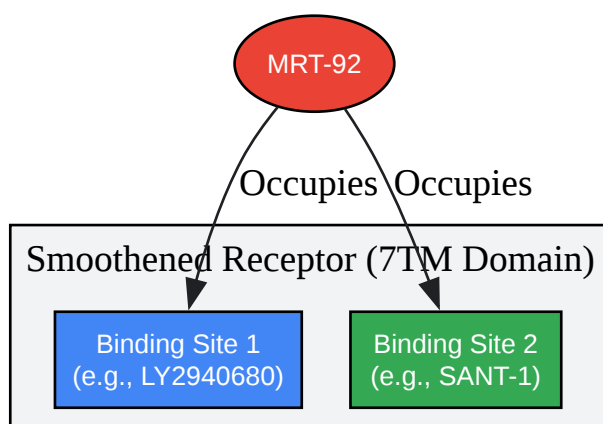 MRT-92
Occupies
Occupies
Smoothened Receptor (7TM Domain)
Binding Site 1
(e.g., LY2940680)
Binding Site 2
(e.g., SANT-1)